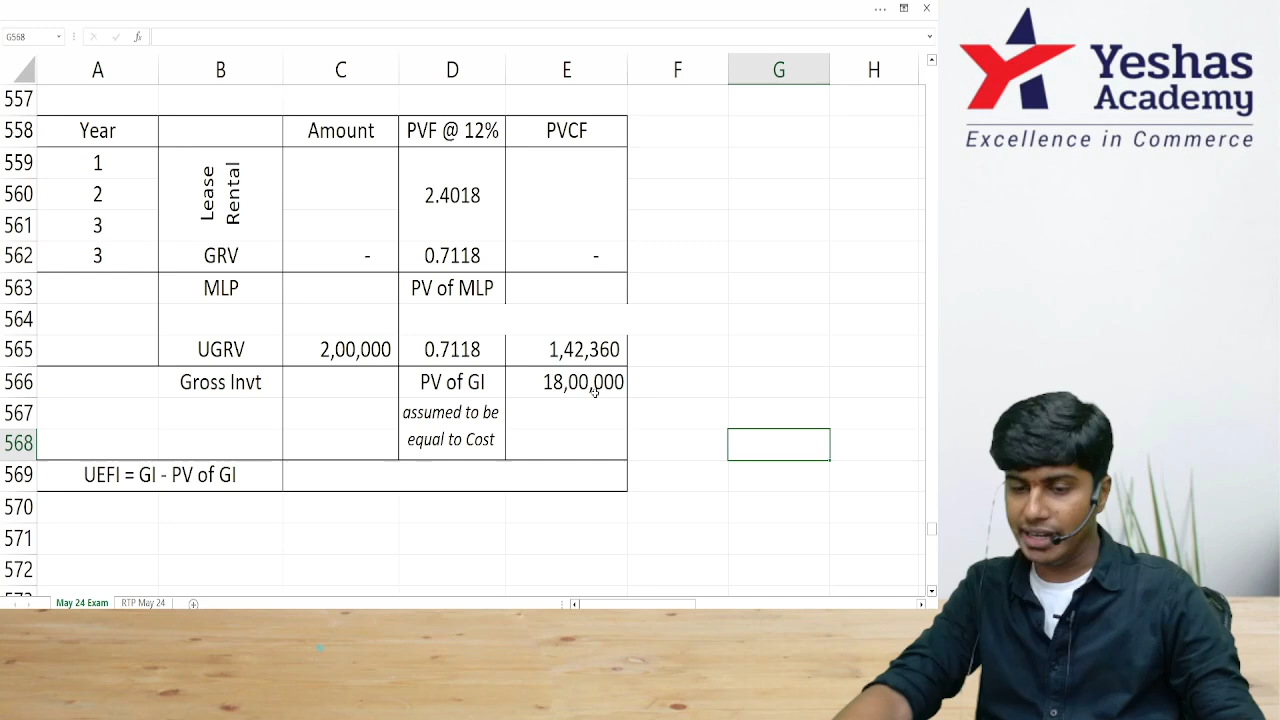 G568
fx
A B C D E F G H
557
558 Year Amount PVF @ 12% PVCF
559 1
Lease
Rental
560 2 2.4018
561 3
562 3 GRV - 0.7118 -
563 MLP PV of MLP
564
565 UGRV 2,00,000 0.7118 1,42,360
566 Gross Invt PV of GI 18,00,000
567 assumed to be
568 equal to Cost
569 UEFI = GI - PV of GI
570
571
572
May 24 Exam RTP May 24
Yeshas
Academy
Excellence in Commerce